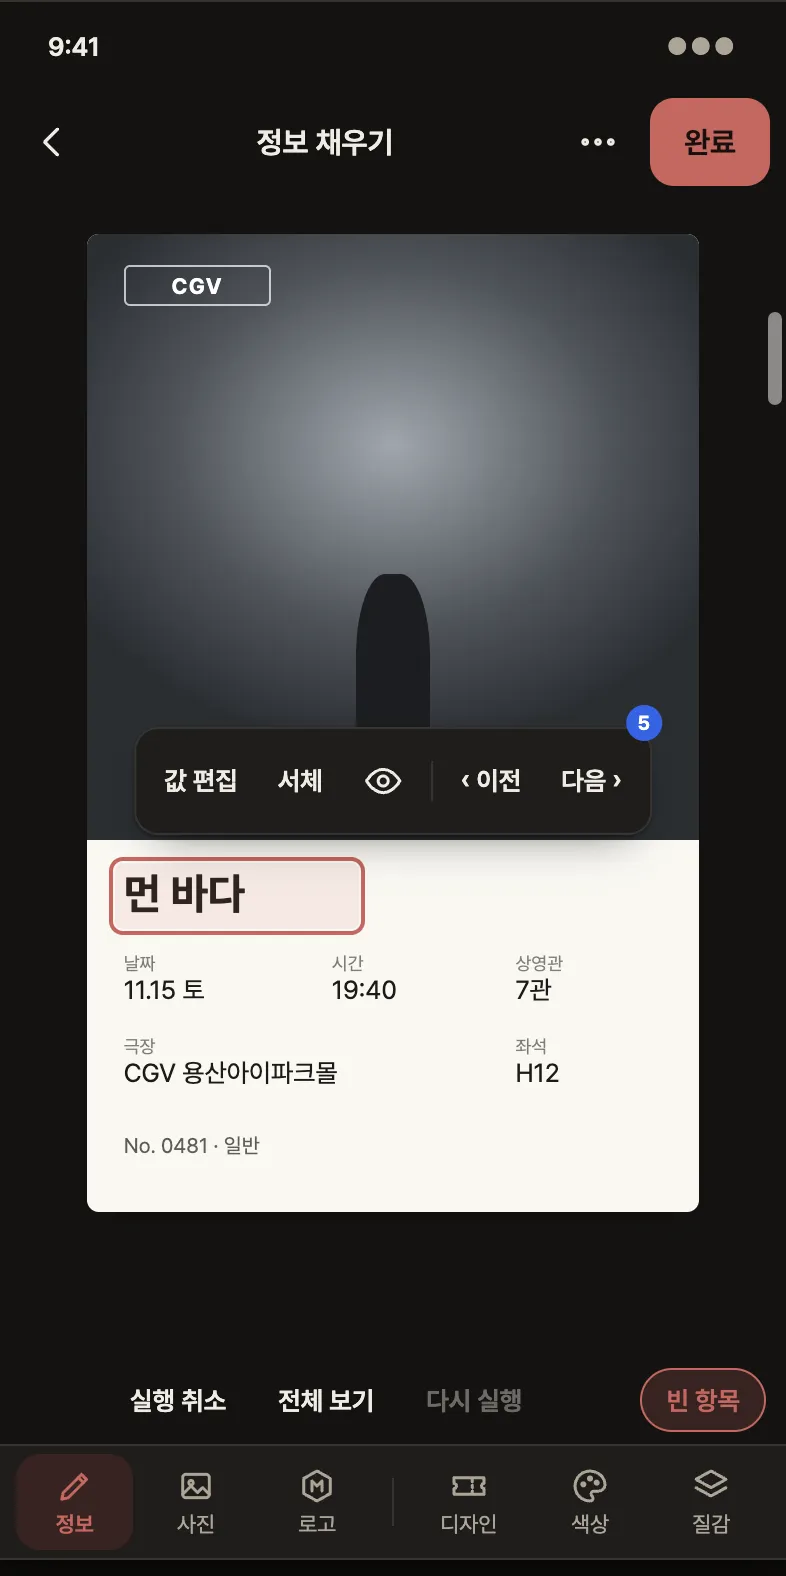 9:41
정보 채우기
완료
CGV
5
값 편집 서체 ‹ 이전 다음 ›
먼 바다
날짜 시간 상영관
11.15 토 19:40 7관
극장 좌석
CGV 용산아이파크몰 H12
No. 0481 · 일반
실행 취소 전체 보기 다시 실행 빈 항목
정보 사진 로고 디자인 색상 질감